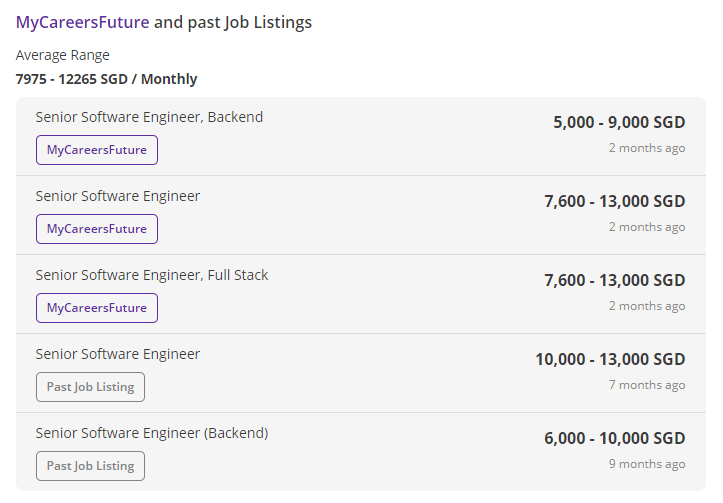 MyCareersFuture and past Job Listings
Average Range
7975 - 12265 SGD / Monthly
Senior Software Engineer, Backend
5,000 - 9,000 SGD
MyCareersFuture
2 months ago
Senior Software Engineer
7,600 - 13,000 SGD
MyCareersFuture
2 months ago
Senior Software Engineer, Full Stack
7,600 - 13,000 SGD
MyCareersFuture
2 months ago
Senior Software Engineer
10,000 - 13,000 SGD
Past Job Listing
7 months ago
Senior Software Engineer (Backend)
6,000 - 10,000 SGD
Past Job Listing
9 months ago